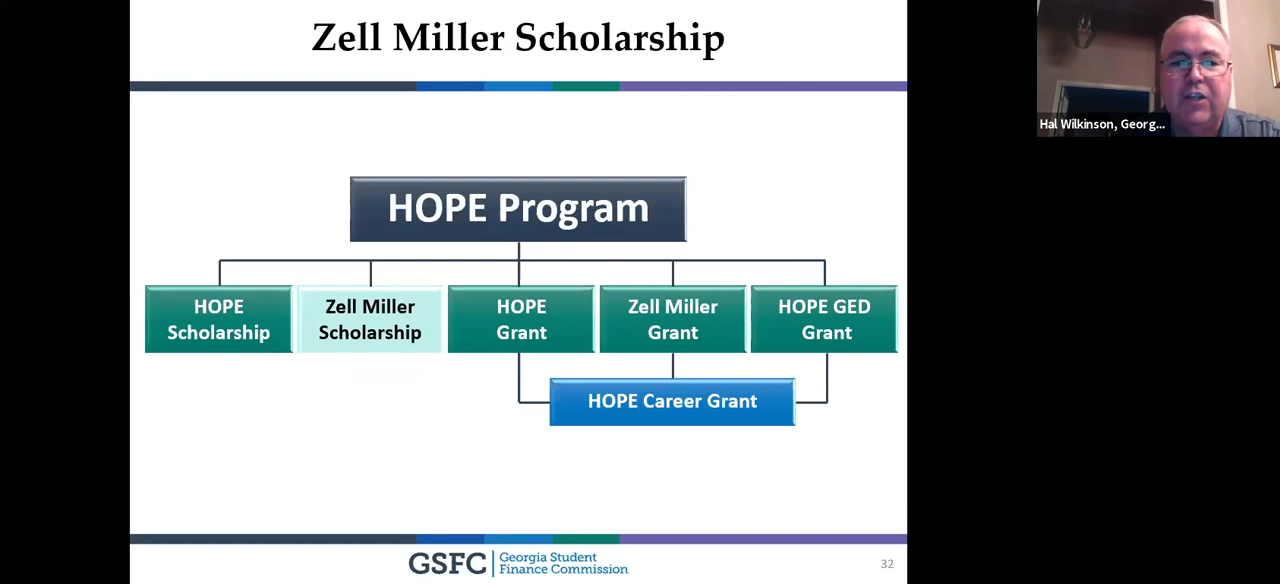 Zell Miller Scholarship
Hal Wilkinson, Georg...
HOPE Program
HOPE
Scholarship
Zell Miller
Scholarship
HOPE
Grant
Zell Miller
Grant
HOPE GED
Grant
HOPE Career Grant
GSFC
Georgia Student
Finance Commission
32